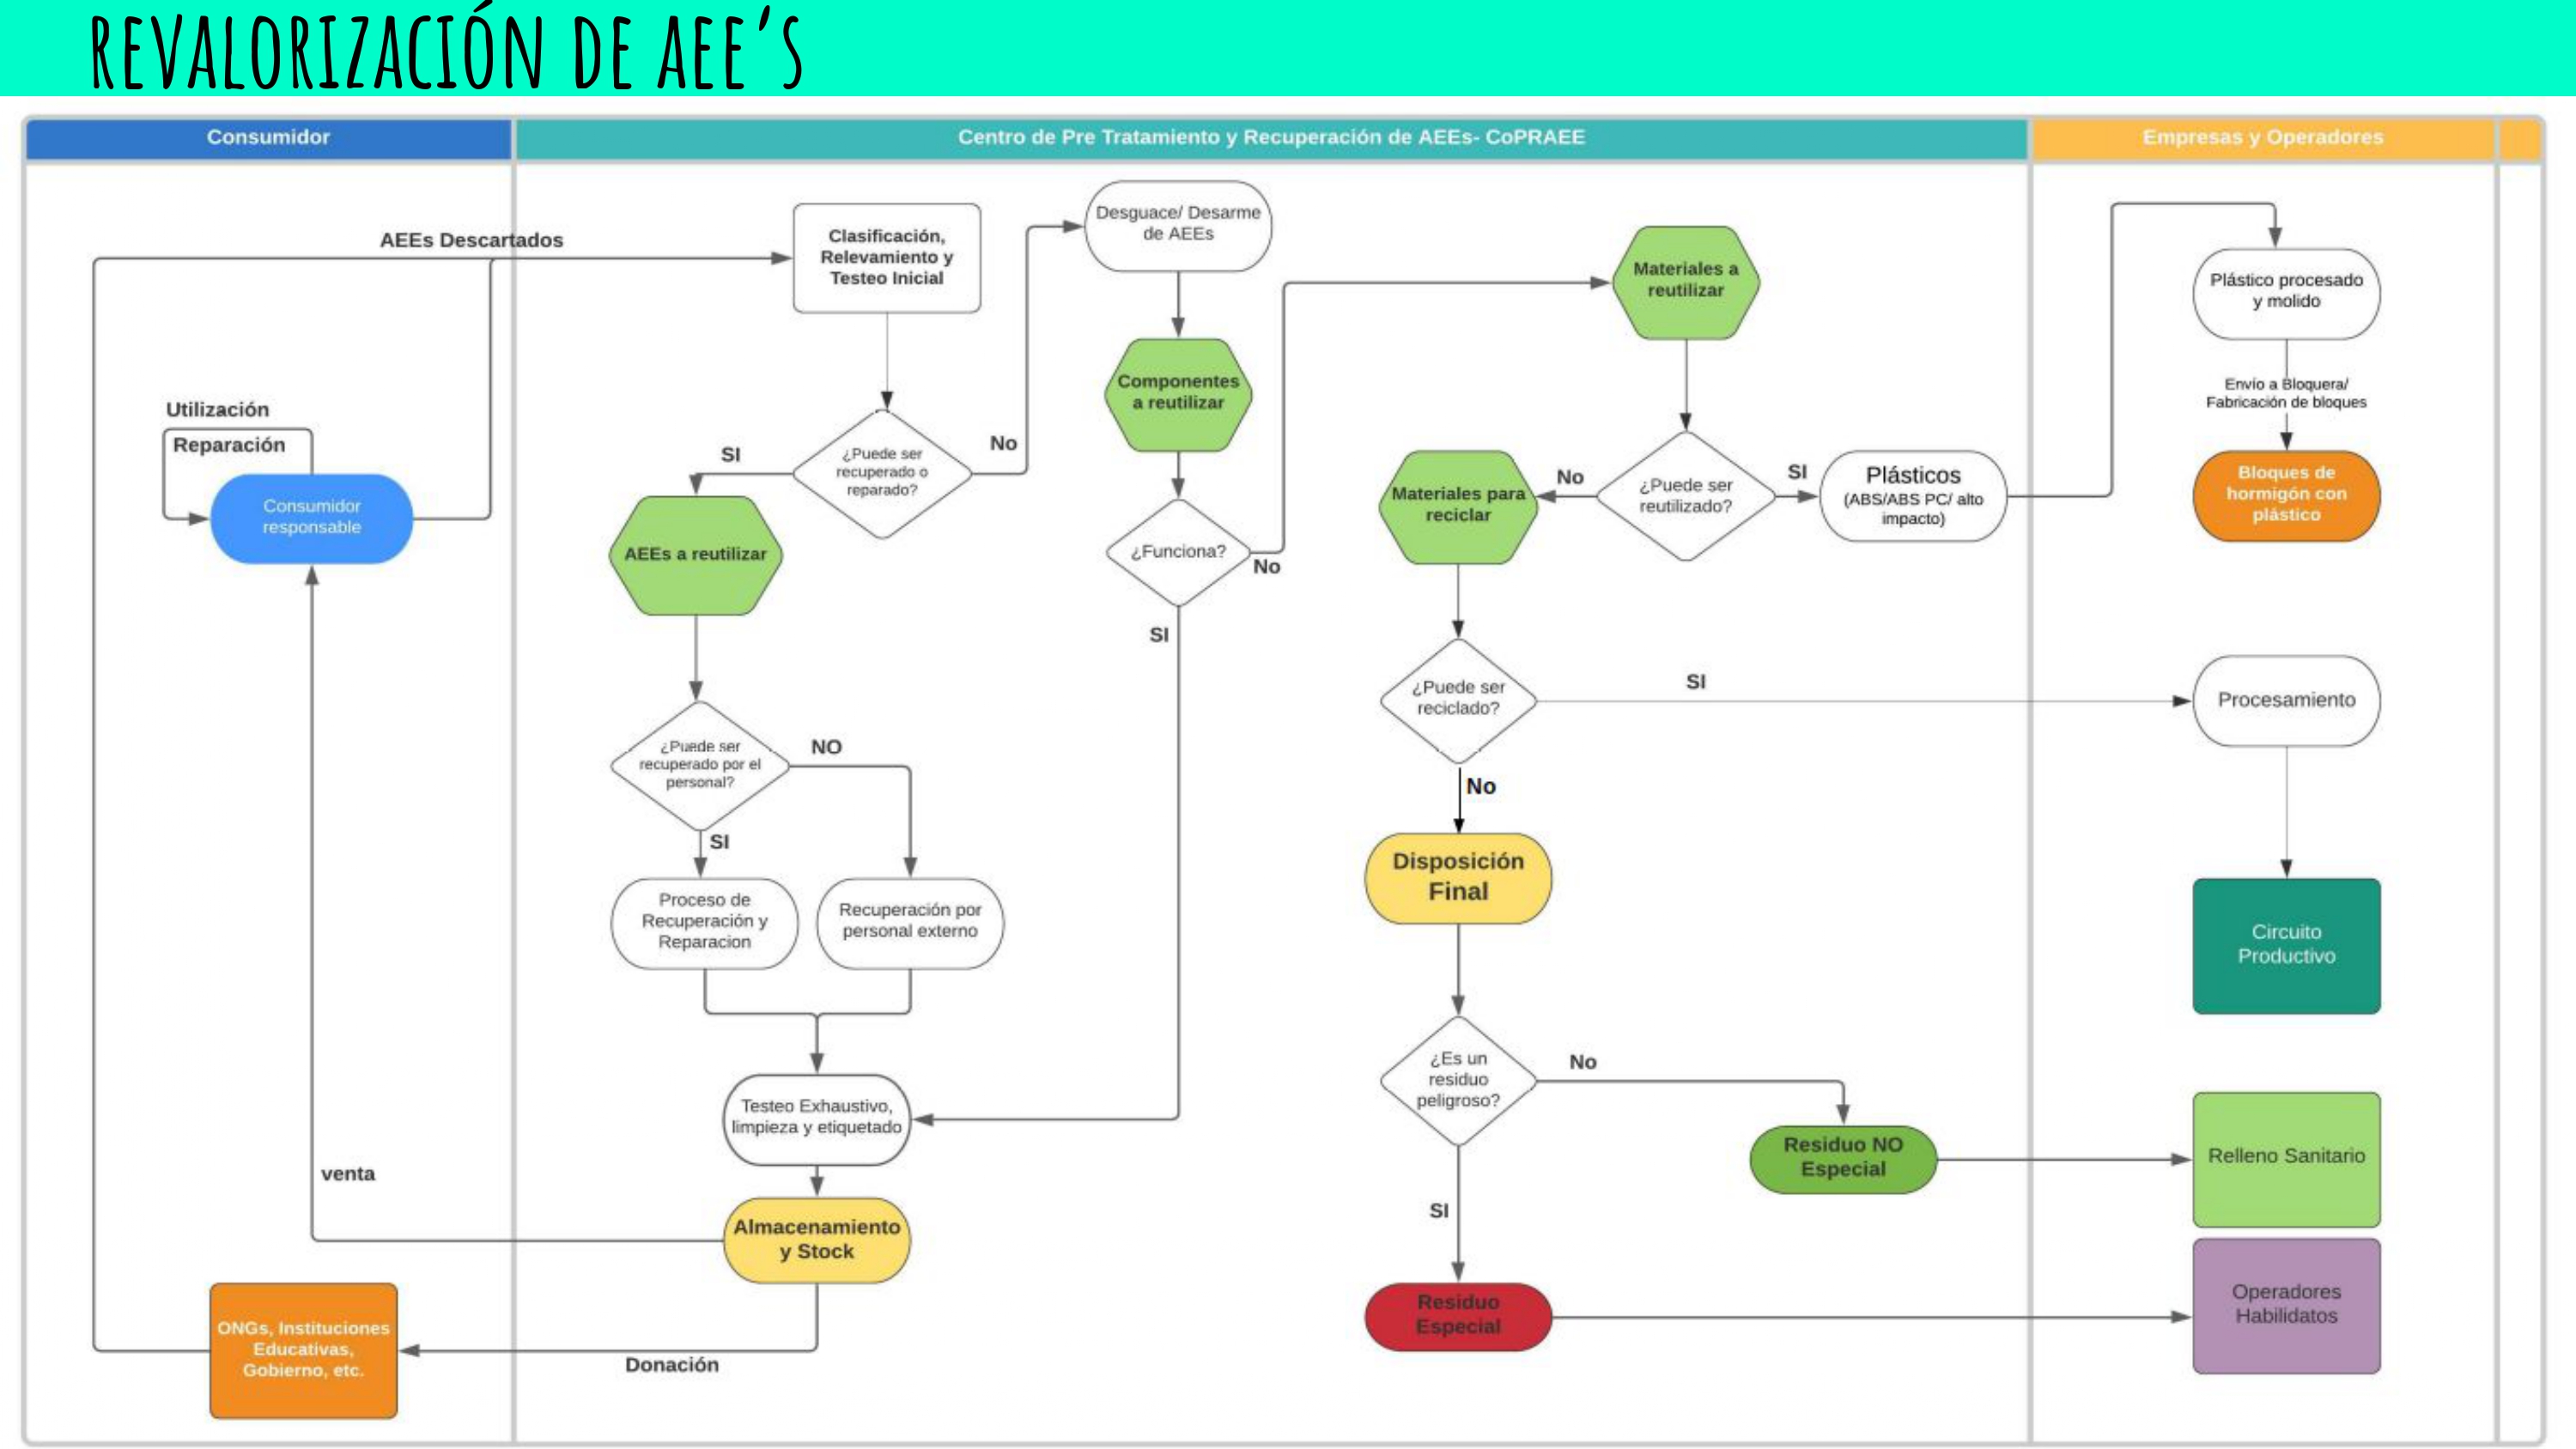 REVALORIZACIÓN DE AEE'S
Consumidor
Centro de Pre Tratamiento y Recuperación de AEEs- CoPRAEE
Empresas y Operadores
AEEs Descartados
Utilización
Reparación
Consumidor
responsable
venta
ONGs, Instituciones
Educativas,
Gobierno, etc.
Donación
Clasificación,
Relevamiento y
Testeo Inicial
¿Puede ser
recuperado o
reparado?
SI
No
AEEs a reutilizar
¿Puede ser
recuperado por el
personal?
NO
SI
Proceso de
Recuperación y
Reparacion
Recuperación por
personal externo
Testeo Exhaustivo,
limpieza y etiquetado
Almacenamiento
y Stock
Desguace/ Desarme
de AEEs
Componentes
a reutilizar
¿Funciona?
No
SI
Materiales a
reutilizar
¿Puede ser
reutilizado?
No
SI
Plásticos
(ABS/ABS PC/ alto
impacto)
Materiales para
reciclar
¿Puede ser
reciclado?
SI
No
Disposición
Final
¿Es un
residuo
peligroso?
No
SI
Residuo NO
Especial
Residuo
Especial
Plástico procesado
y molido
Envío a Bloquera/
Fabricación de bloques
Bloques de
hormigón con
plástico
Procesamiento
Circuito
Productivo
Relleno Sanitario
Operadores
Habilidatos